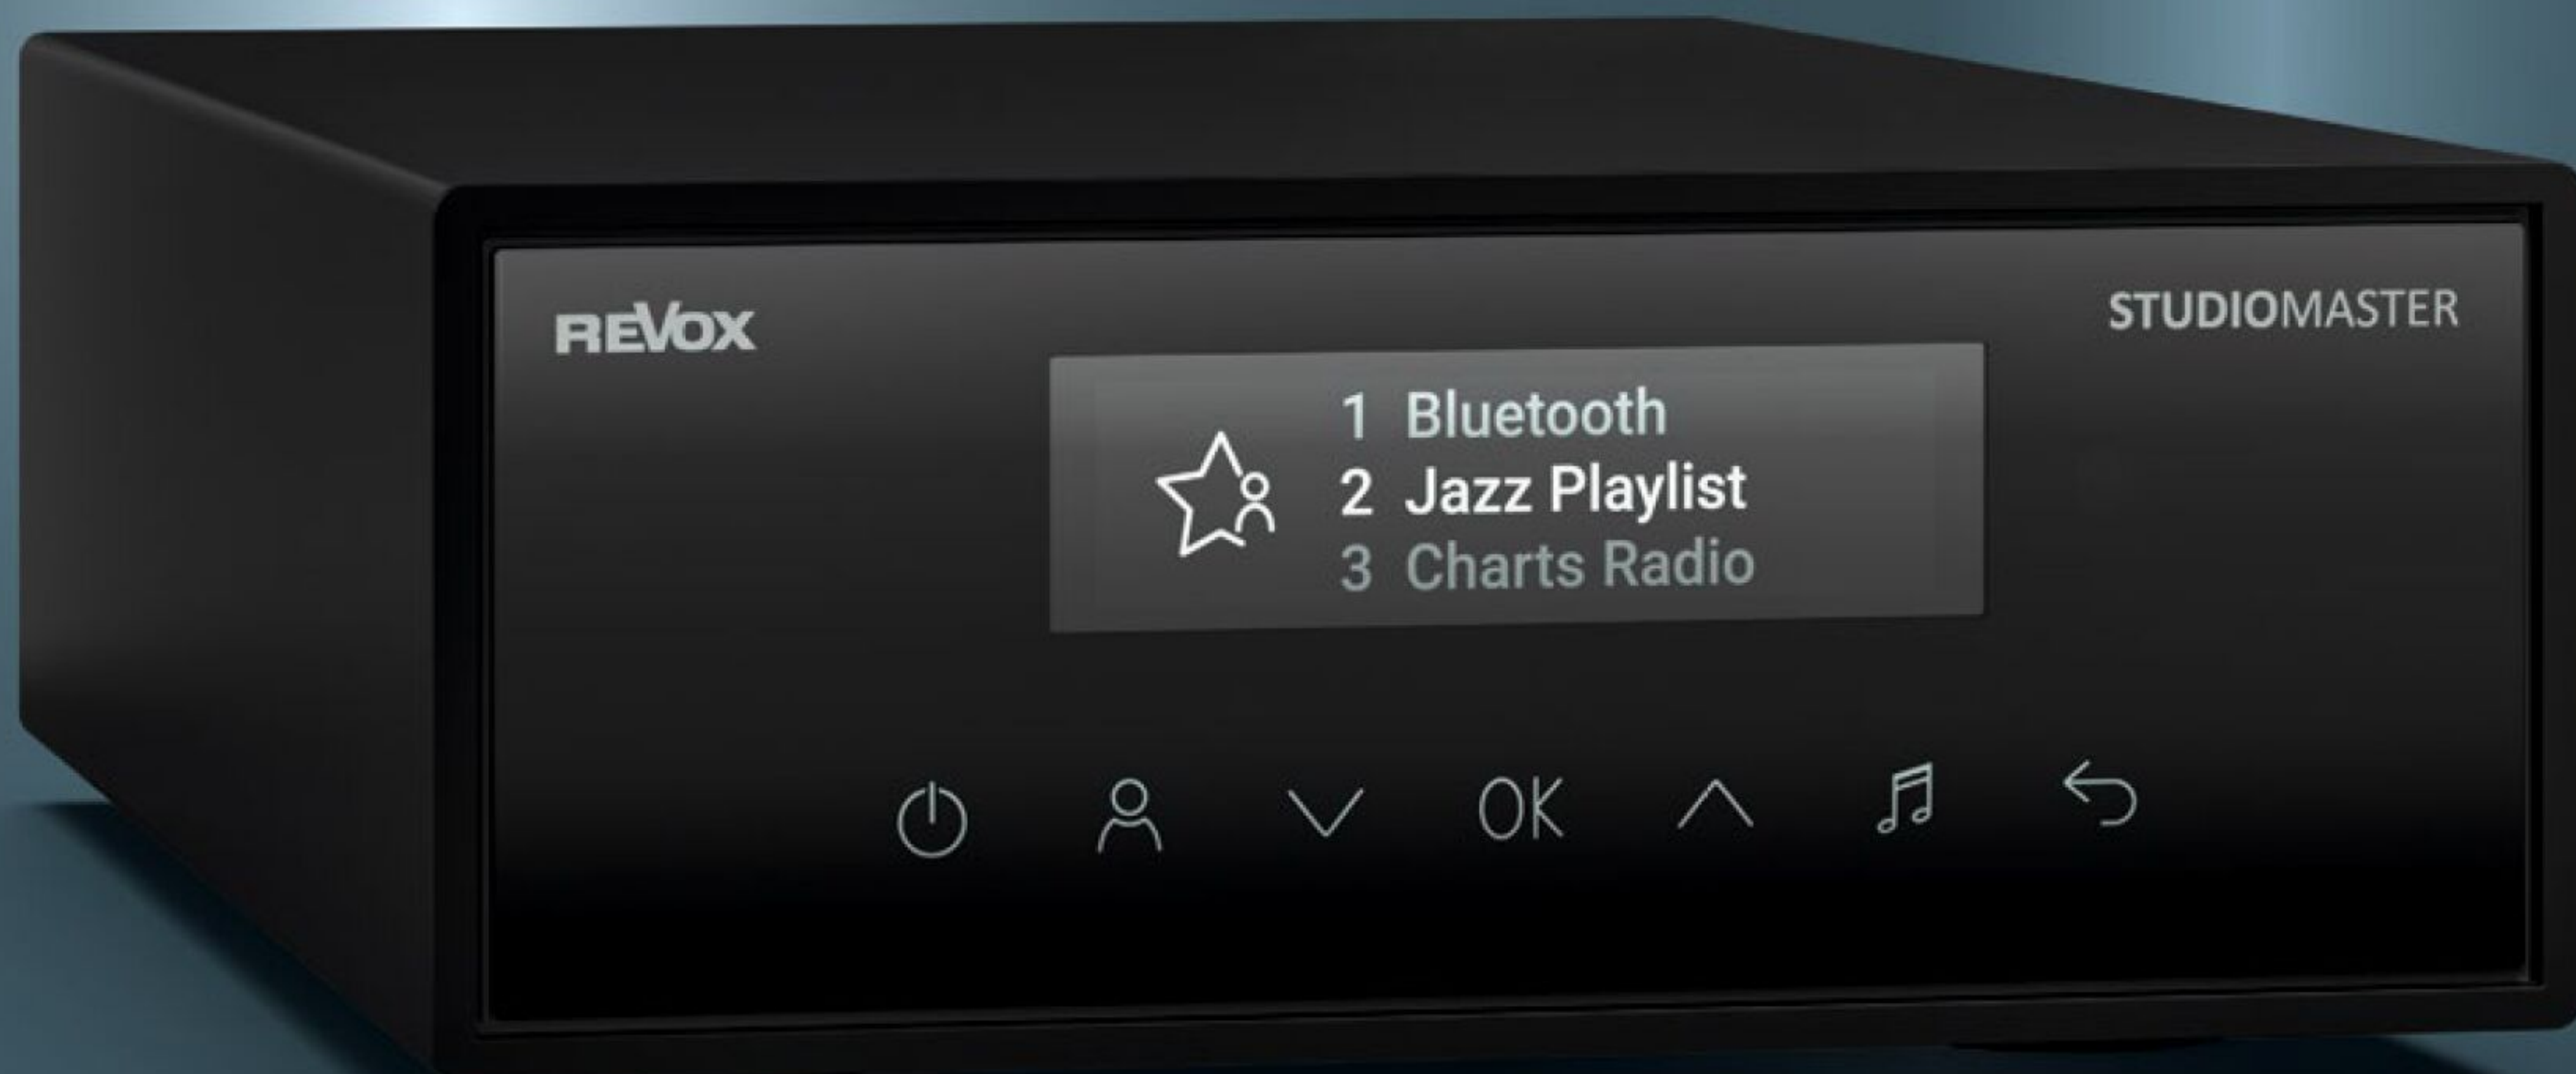 REVOX
STUDIOMASTER
1 Bluetooth
2 Jazz Playlist
3 Charts Radio
OK